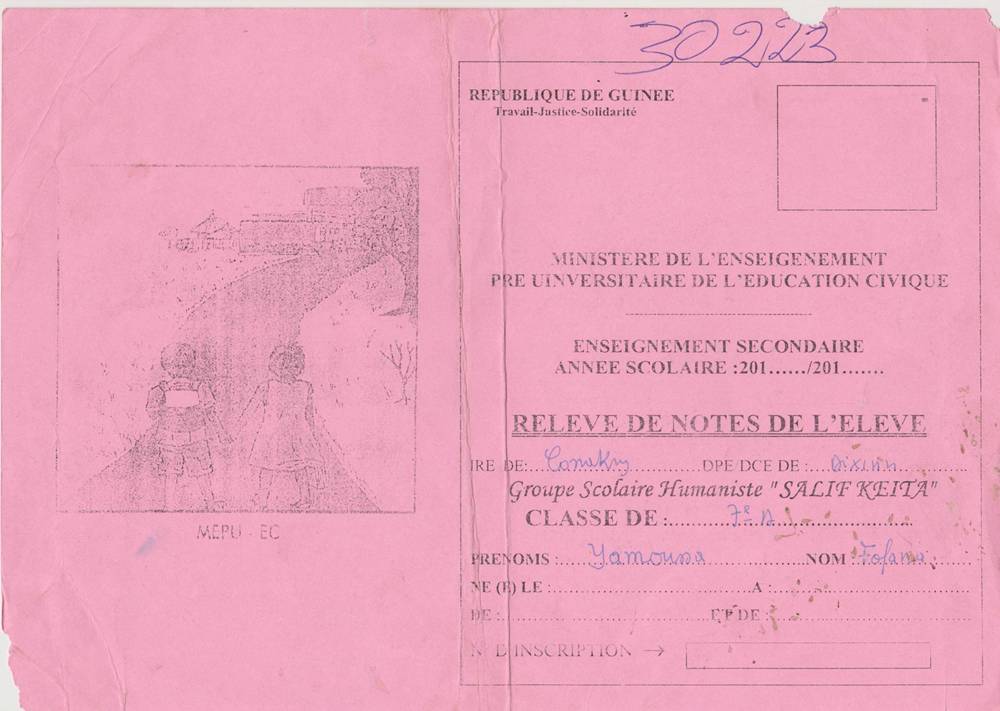 30223
REPUBLIQUE DE GUINEE
Travail-Justice-Solidarité
MINISTERE DE L'ENSEIGENEMENT
PRE UINVERSITAIRE DE L'EDUCATION CIVIQUE
ENSEIGNEMENT SECONDAIRE
ANNEE SCOLAIRE :201....../201.......
RELEVE DE NOTES DE L'ELEVE
IRE DE:...Conakry...............DPE/DCE DE :....Dixinn..............
Groupe Scolaire Humaniste "SALIF KEITA"
CLASSE DE :..........7e A........................
PRENOMS :......Yamoussa..................NOM :Fofana.........
NE (E) LE :......................................A :......................................
DE :.........................................ET DE :......................................
N° D'INSCRIPTION →
MEPU - EC